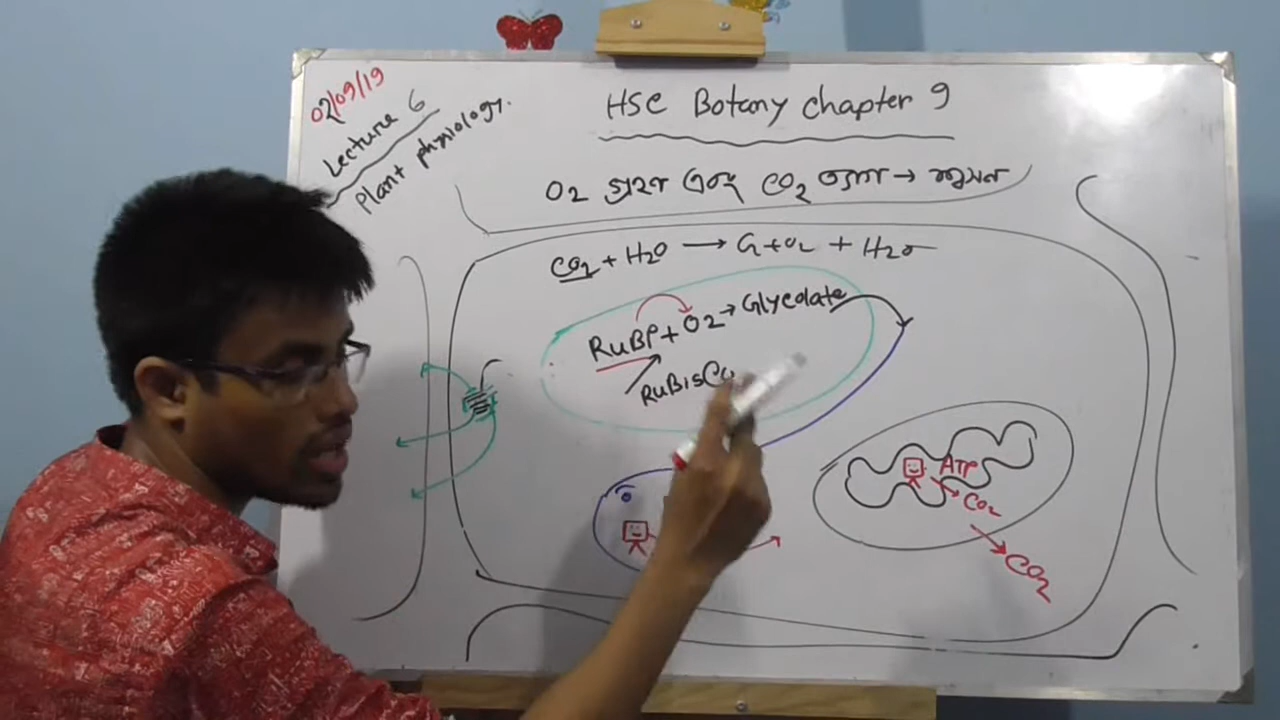 02/09/19
Lecture 6
Plant physiology.
HSC Botany Chapter 9
O2 গ্রহণ এবং CO2 ত্যাগ → শ্বসন
CO2 + H2O → G + O2 + H2O
RuBP + O2 → Glycolate
RuBisCo
ATP
CO2
CO2